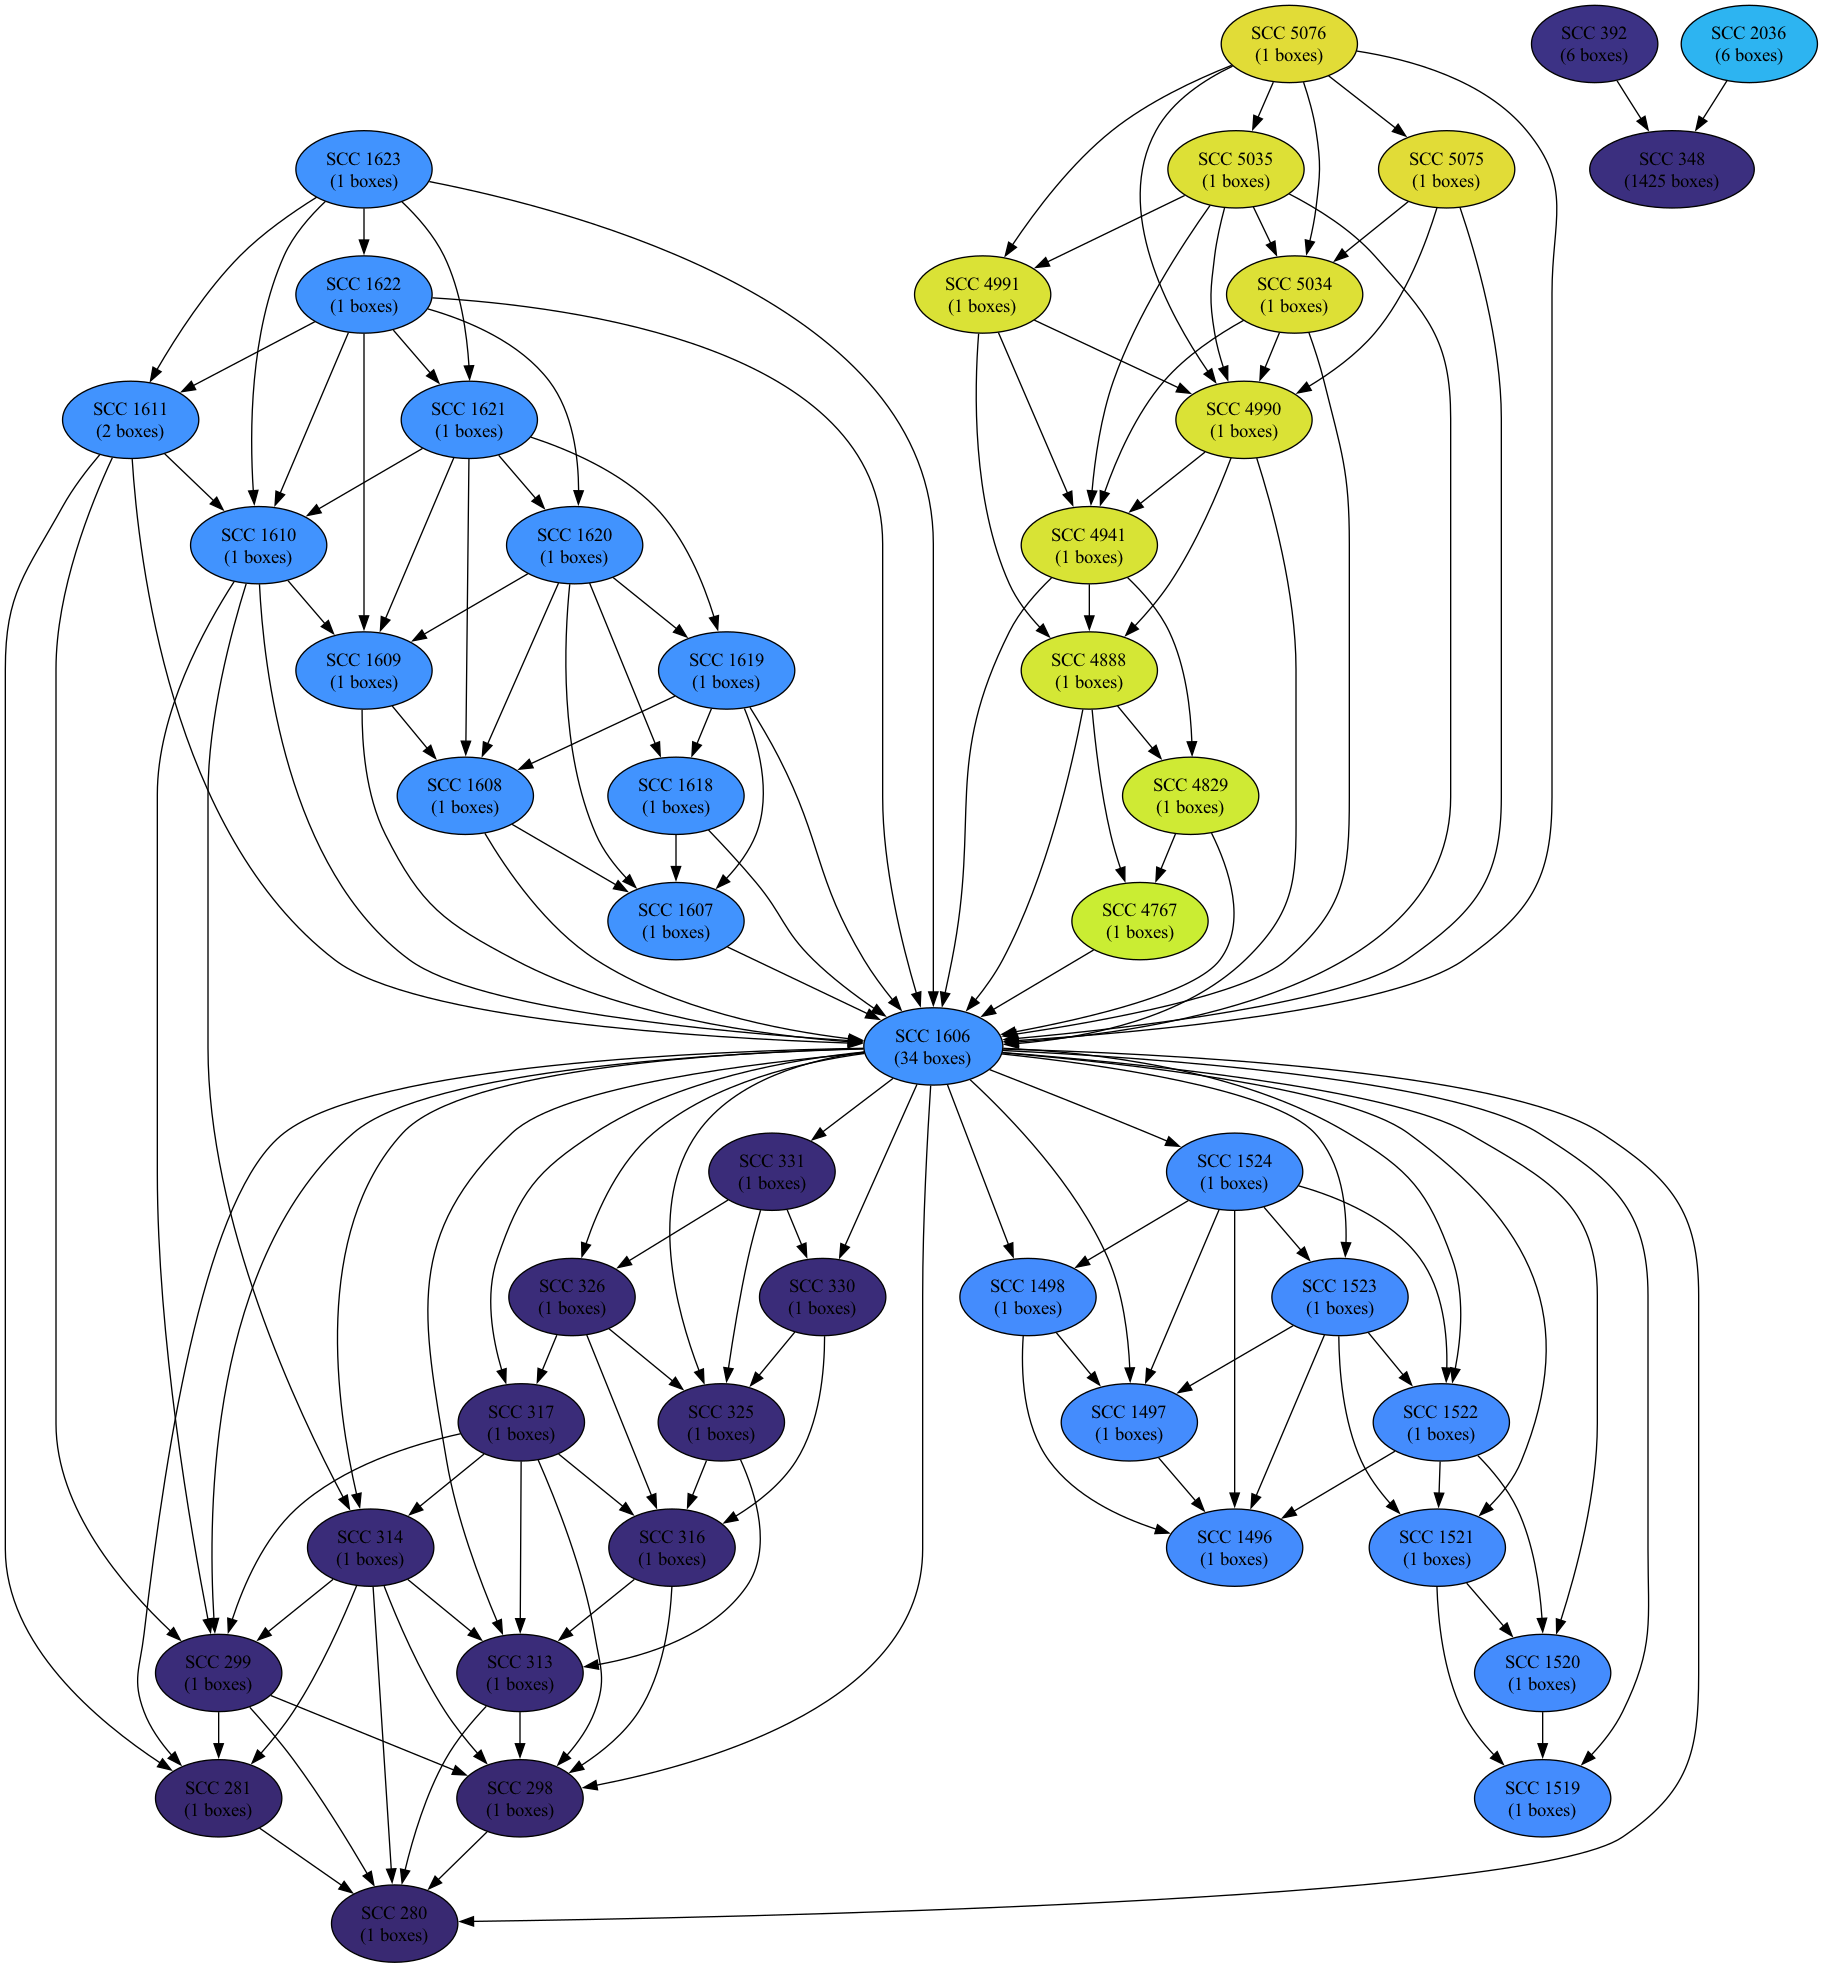 SCC 5076
(1 boxes)
SCC 392
(6 boxes)
SCC 2036
(6 boxes)
SCC 1623
(1 boxes)
SCC 5035
(1 boxes)
SCC 5075
(1 boxes)
SCC 348
(1425 boxes)
SCC 1622
(1 boxes)
SCC 4991
(1 boxes)
SCC 5034
(1 boxes)
SCC 1611
(2 boxes)
SCC 1621
(1 boxes)
SCC 4990
(1 boxes)
SCC 1610
(1 boxes)
SCC 1620
(1 boxes)
SCC 4941
(1 boxes)
SCC 1609
(1 boxes)
SCC 1619
(1 boxes)
SCC 4888
(1 boxes)
SCC 1608
(1 boxes)
SCC 1618
(1 boxes)
SCC 4829
(1 boxes)
SCC 1607
(1 boxes)
SCC 4767
(1 boxes)
SCC 1606
(34 boxes)
SCC 331
(1 boxes)
SCC 1524
(1 boxes)
SCC 326
(1 boxes)
SCC 330
(1 boxes)
SCC 1498
(1 boxes)
SCC 1523
(1 boxes)
SCC 317
(1 boxes)
SCC 325
(1 boxes)
SCC 1497
(1 boxes)
SCC 1522
(1 boxes)
SCC 314
(1 boxes)
SCC 316
(1 boxes)
SCC 1496
(1 boxes)
SCC 1521
(1 boxes)
SCC 299
(1 boxes)
SCC 313
(1 boxes)
SCC 1520
(1 boxes)
SCC 281
(1 boxes)
SCC 298
(1 boxes)
SCC 1519
(1 boxes)
SCC 280
(1 boxes)